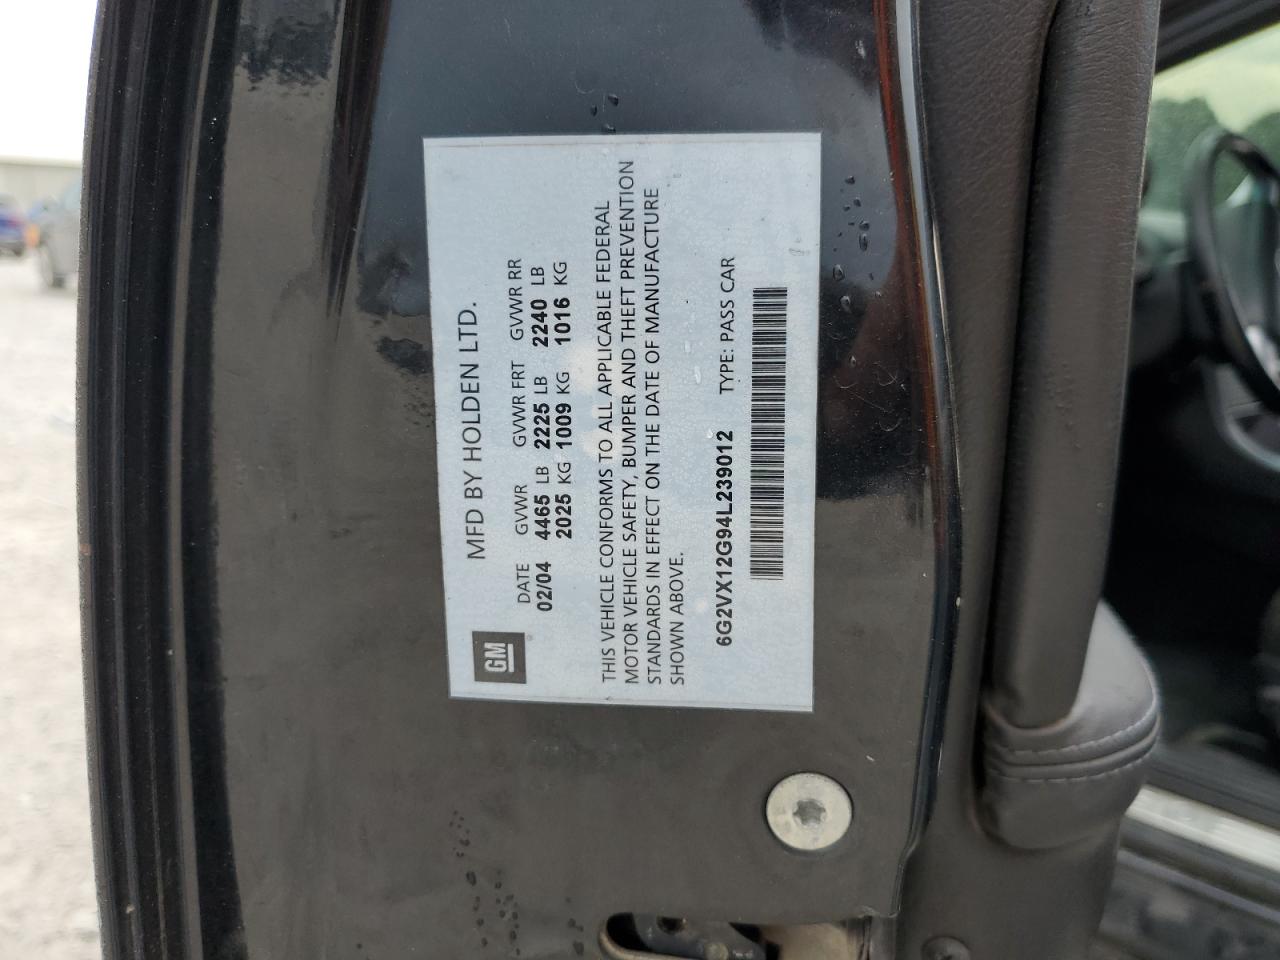 GM
MFD BY HOLDEN LTD.
DATE GVWR GVWR FRT GVWR RR
02/04 4465 LB 2225 LB 2240 LB
2025 KG 1009 KG 1016 KG
THIS VEHICLE CONFORMS TO ALL APPLICABLE FEDERAL
MOTOR VEHICLE SAFETY, BUMPER AND THEFT PREVENTION
STANDARDS IN EFFECT ON THE DATE OF MANUFACTURE
SHOWN ABOVE.
6G2VX12G94L239012 TYPE: PASS CAR